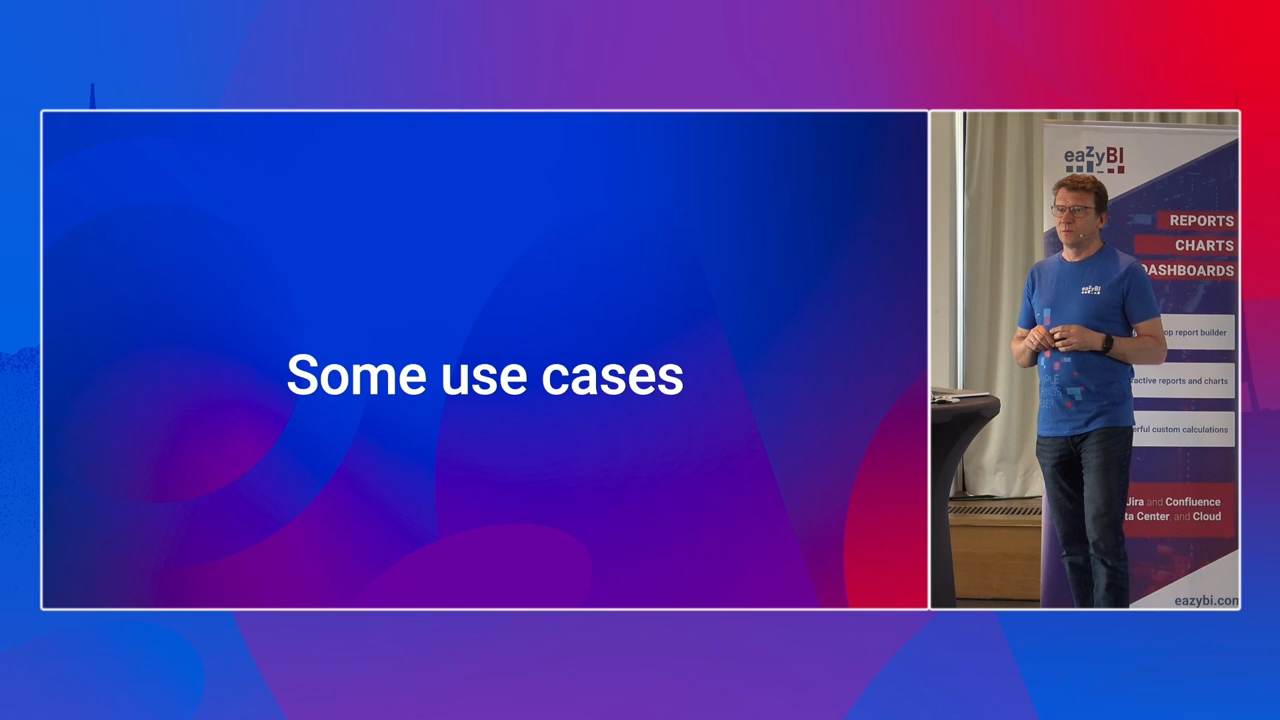 Some use cases
eazyBI
REPORTS
CHARTS
DASHBOARDS
eazyBI
op report builder
ractive reports and charts
erful custom calculations
Jira and Confluence
ta Center, and Cloud
eazybi.com